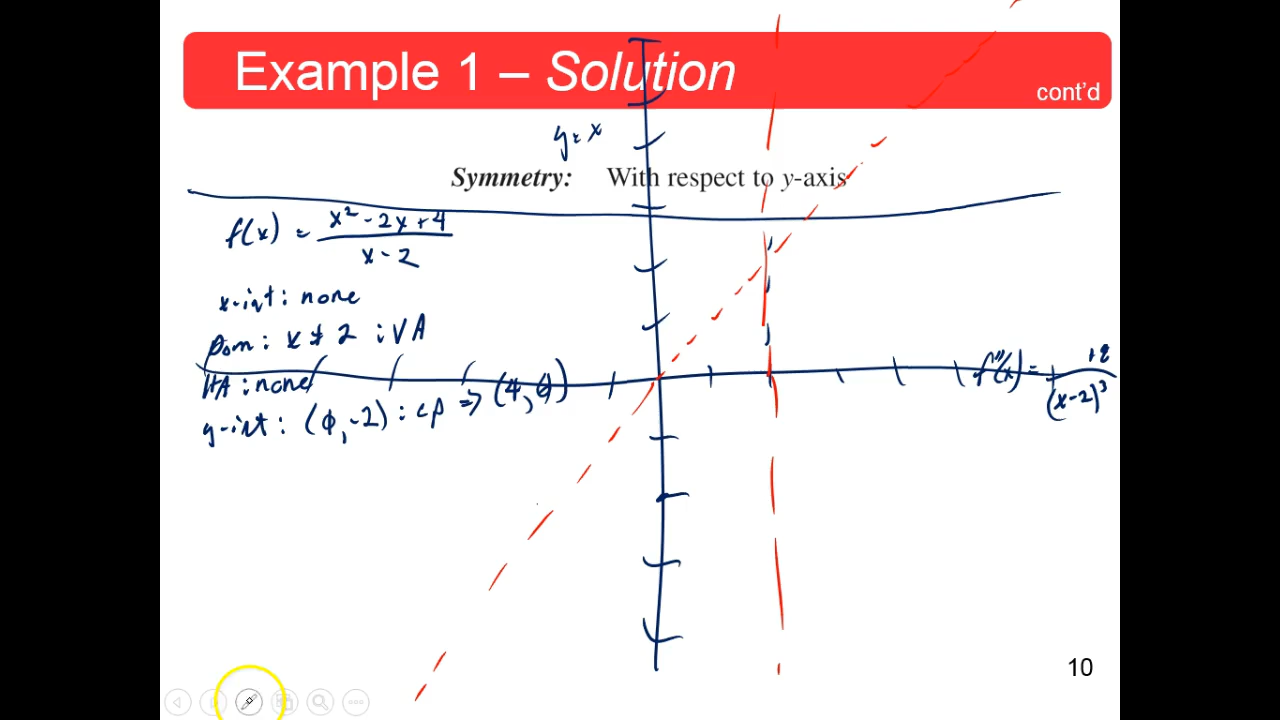 Example 1 – Solution
cont'd
y = x
Symmetry: With respect to y-axis
f(x) = x² - 2x + 4 / x - 2
x-int: none
Dom: x ≠ 2 : VA
HA: none
y-int: (0, -2) : cp ⇒ (4, 6)
f''(x) = +8 / (x-2)³
10